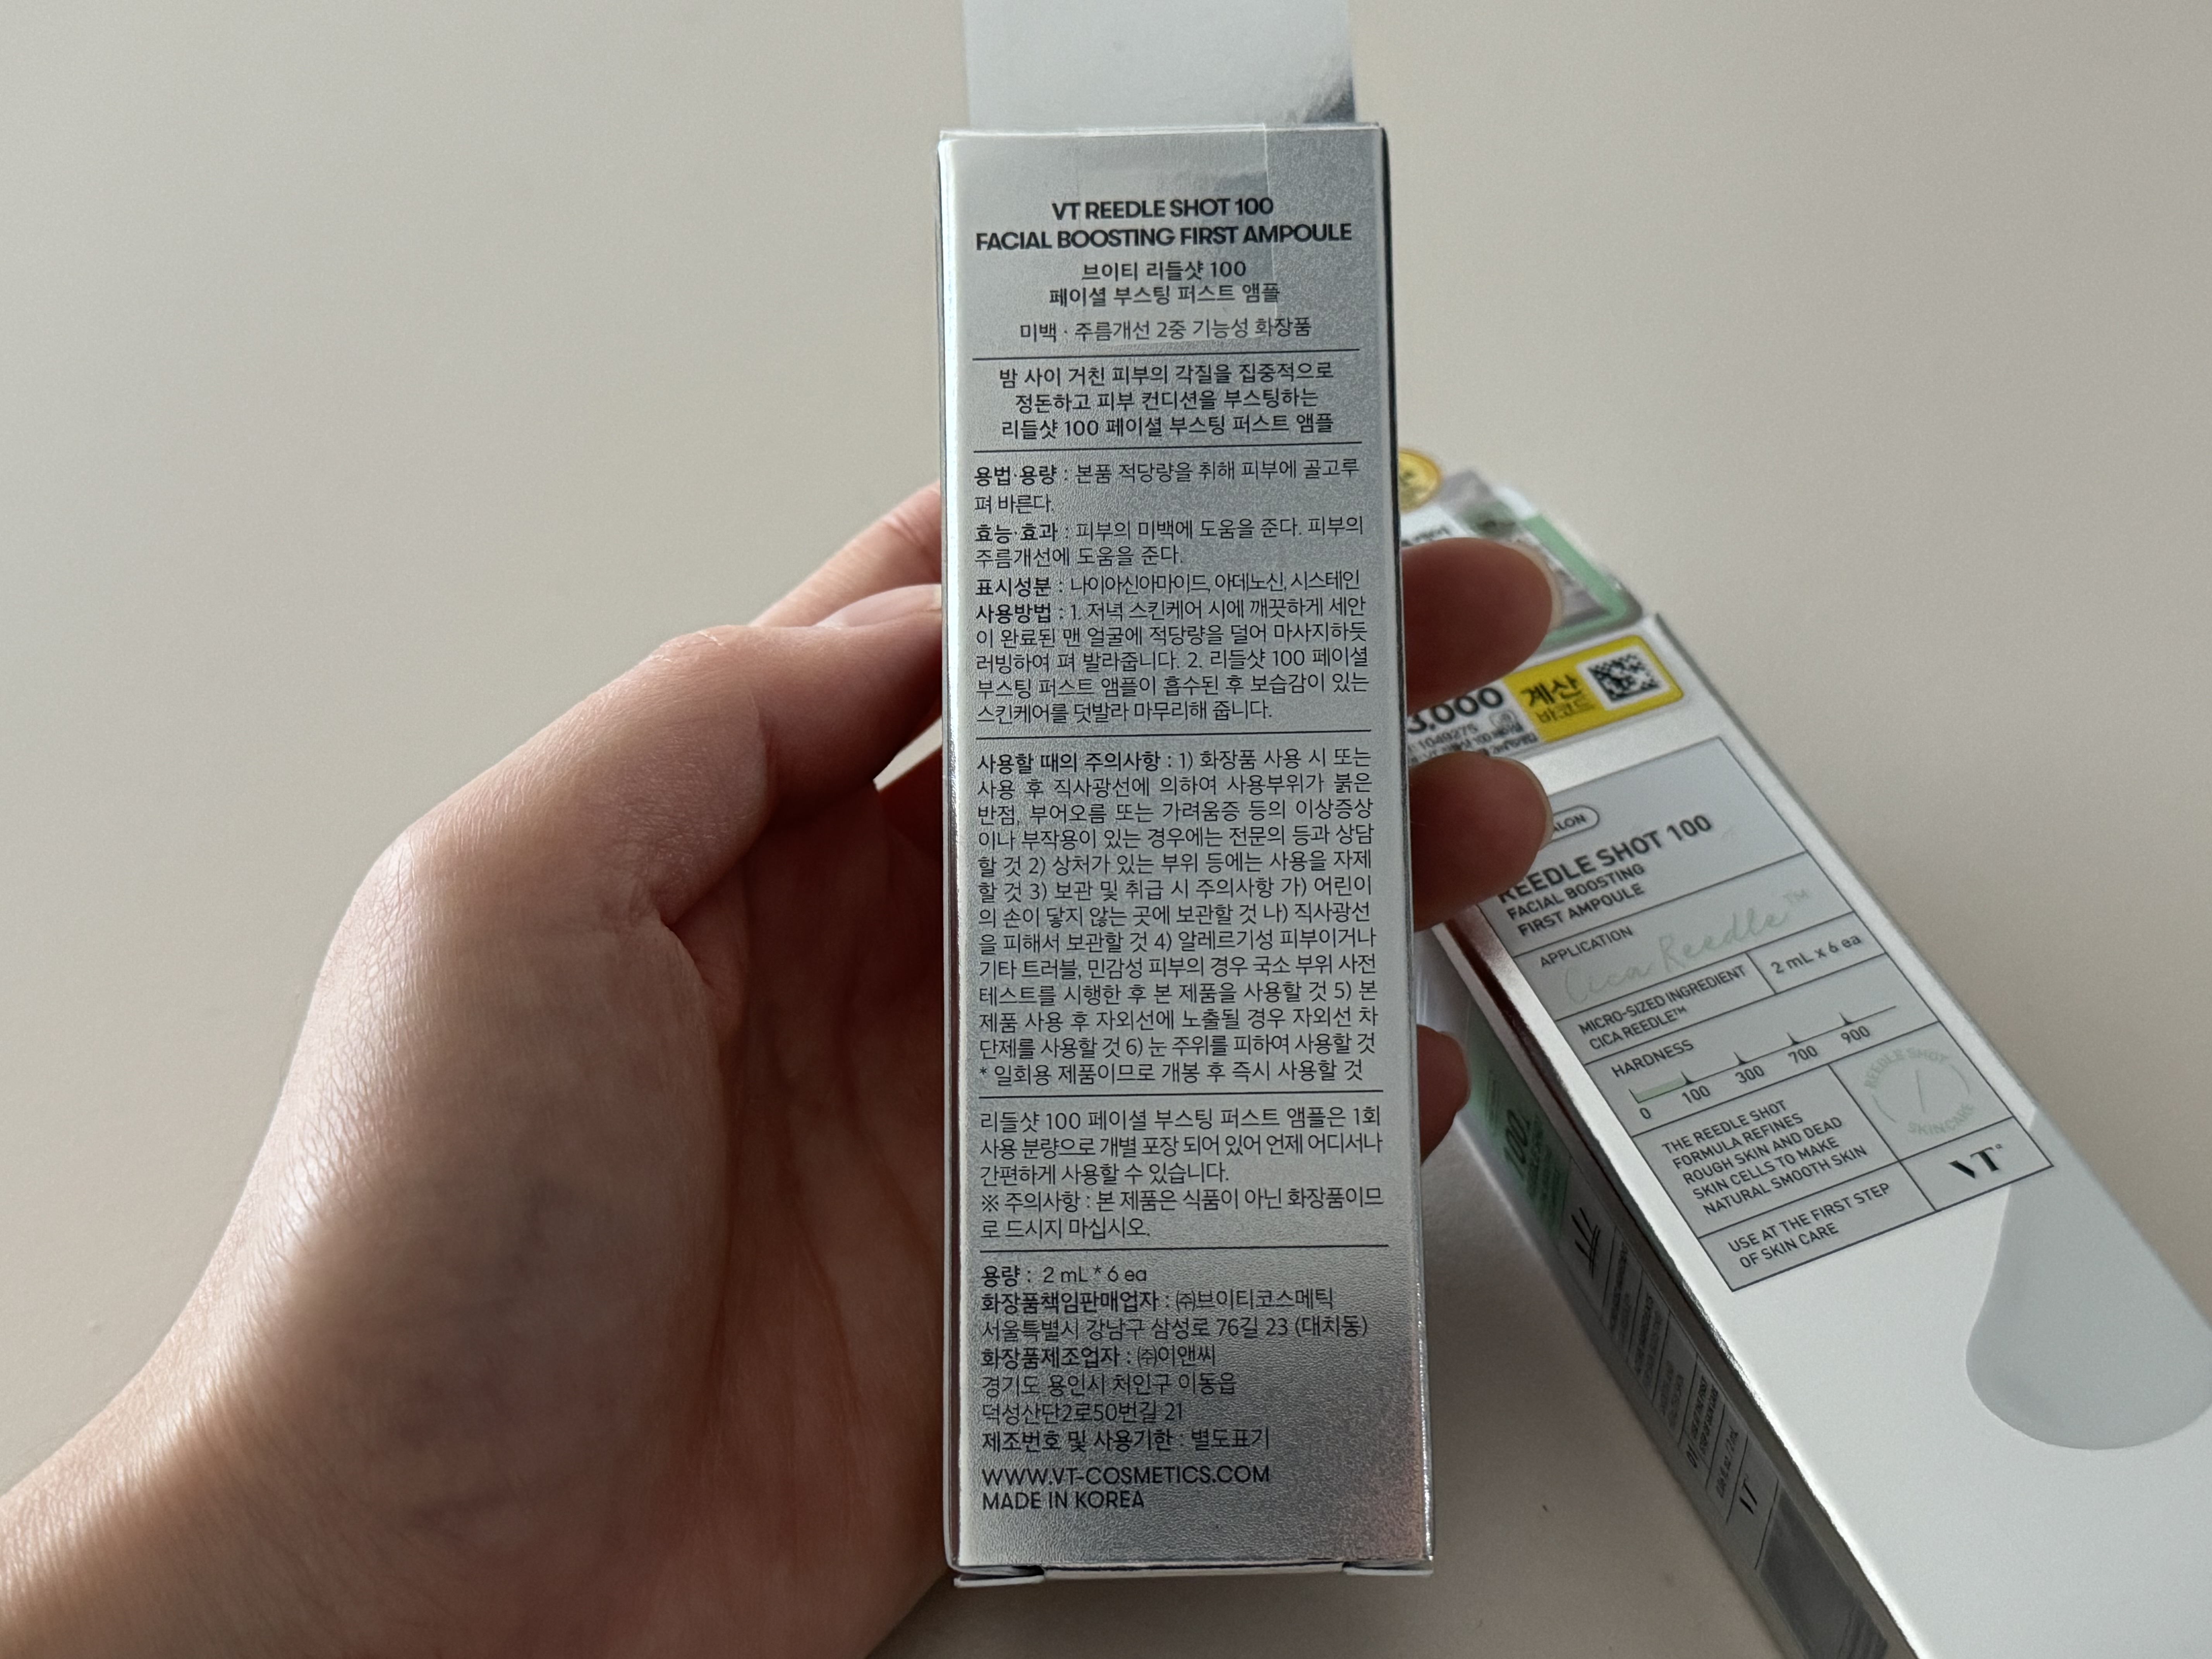 VT REEDLE SHOT 100
FACIAL BOOSTING FIRST AMPOULE
브이티 리들샷 100
페이셜 부스팅 퍼스트 앰플
미백 · 주름개선 2중 기능성 화장품
밤 사이 거친 피부의 각질을 집중적으로
정돈하고 피부 컨디션을 부스팅하는
리들샷 100 페이셜 부스팅 퍼스트 앰플
용법·용량 : 본품 적당량을 취해 피부에 골고루
펴 바른다.
효능·효과 : 피부의 미백에 도움을 준다. 피부의
주름개선에 도움을 준다.
표시성분 : 나이아신아마이드, 아데노신, 시스테인
사용방법 : 1. 저녁 스킨케어 시에 깨끗하게 세안
이 완료된 맨 얼굴에 적당량을 덜어 마사지하듯
러빙하여 펴 발라줍니다. 2. 리들샷 100 페이셜
부스팅 퍼스트 앰플이 흡수된 후 보습감이 있는
스킨케어를 덧발라 마무리해 줍니다.
사용할 때의 주의사항 : 1) 화장품 사용 시 또는
사용 후 직사광선에 의하여 사용부위가 붉은
반점, 부어오름 또는 가려움증 등의 이상증상
이나 부작용이 있는 경우에는 전문의 등과 상담
할 것 2) 상처가 있는 부위 등에는 사용을 자제
할 것 3) 보관 및 취급 시 주의사항 가) 어린이
의 손이 닿지 않는 곳에 보관할 것 나) 직사광선
을 피해서 보관할 것 4) 알레르기성 피부이거나
기타 트러블, 민감성 피부의 경우 국소 부위 사전
테스트를 시행한 후 본 제품을 사용할 것 5) 본
제품 사용 후 자외선에 노출될 경우 자외선 차
단제를 사용할 것 6) 눈 주위를 피하여 사용할 것
* 일회용 제품이므로 개봉 후 즉시 사용할 것
리들샷 100 페이셜 부스팅 퍼스트 앰플은 1회
사용 분량으로 개별 포장 되어 있어 언제 어디서나
간편하게 사용할 수 있습니다.
※ 주의사항 : 본 제품은 식품이 아닌 화장품이므
로 드시지 마십시오.
용량 : 2 mL * 6 ea
화장품책임판매업자 : ㈜브이티코스메틱
서울특별시 강남구 삼성로 76길 23 (대치동)
화장품제조업자 : ㈜이앤씨
경기도 용인시 처인구 이동읍
덕성산단2로50번길 21
제조번호 및 사용기한 : 별도표기
WWW.VT-COSMETICS.COM
MADE IN KOREA
3,000
계산
바코드
1049275
REEDLE SHOT 100
FACIAL BOOSTING
FIRST AMPOULE
APPLICATION
Cica Reedle™
MICRO-SIZED INGREDIENT
CICA REEDLE™
2 mL x 6 ea
HARDNESS
0 100 300 700 900
THE REEDLE SHOT
FORMULA REFINES
ROUGH SKIN AND DEAD
SKIN CELLS TO MAKE
NATURAL SMOOTH SKIN
REEDLE SHOT
SKINCARE
USE AT THE FIRST STEP
OF SKIN CARE
VT
100
VT